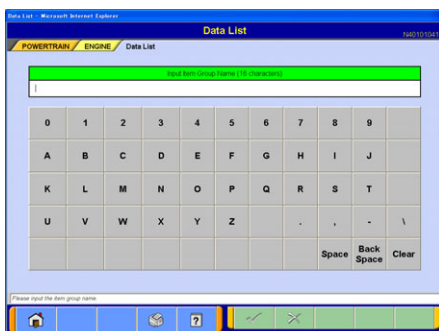 Data List - Microsoft Internet Explorer
Data List
N40101041
POWERTRAIN ENGINE Data List
Input Item Group Name (16 characters)
0 1 2 3 4 5 6 7 8 9
A B C D E F G H I J
K L M N O P Q R S T
U V W X Y Z . , - \
Space Back Space Clear
Please input the item group name.
?